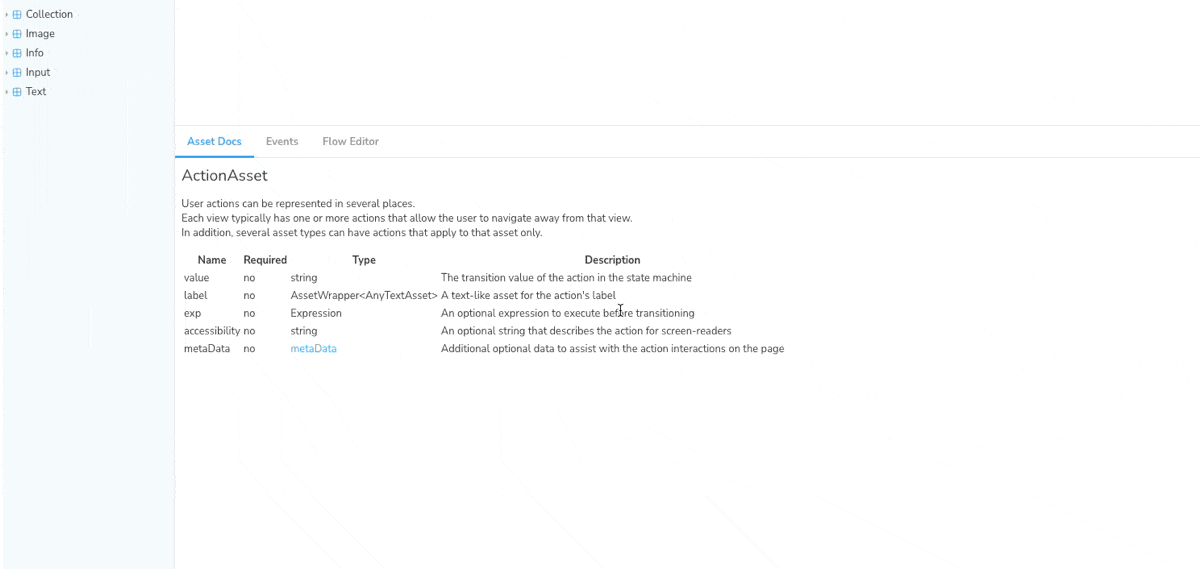 Collection
Image
Info
Input
Text
Asset Docs Events Flow Editor
ActionAsset
User actions can be represented in several places.
Each view typically has one or more actions that allow the user to navigate away from that view.
In addition, several asset types can have actions that apply to that asset only.
Name Required Type Description
value no string The transition value of the action in the state machine
label no AssetWrapper<AnyTextAsset> A text-like asset for the action's label
exp no Expression An optional expression to execute before transitioning
accessibility no string An optional string that describes the action for screen-readers
metaData no metaData Additional optional data to assist with the action interactions on the page